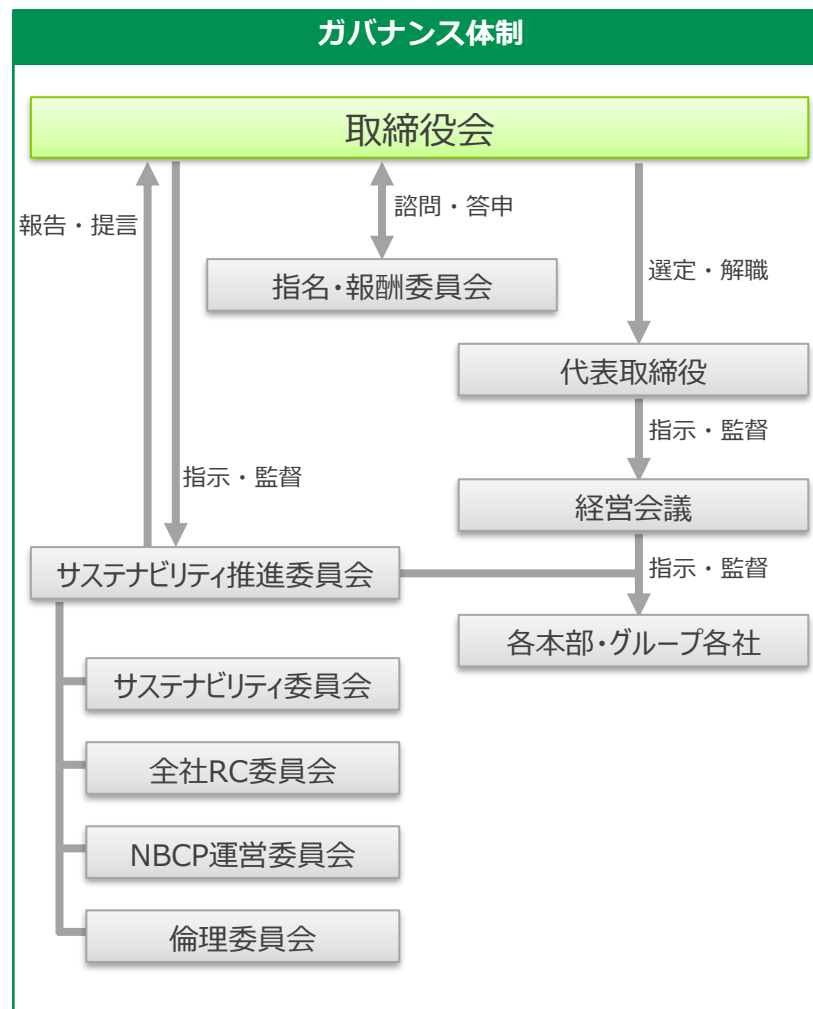 ガバナンス体制
取締役会
報告・提言
諮問・答申
指名・報酬委員会
選定・解職
代表取締役
指示・監督
指示・監督
経営会議
サステナビリティ推進委員会
指示・監督
各本部・グループ各社
サステナビリティ委員会
全社RC委員会
NBCP運営委員会
倫理委員会